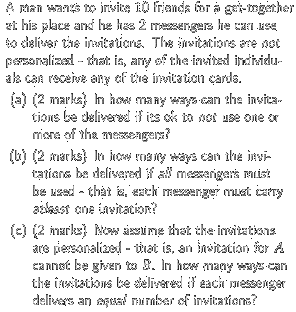 A man wants to invite 10 friends for a get-together
at his place and he has 2 messengers he can use
to deliver the invitations. The invitations are not
personalized - that is, any of the invited individu-
als can receive any of the invitation cards.
(a) (2 marks) In how many ways can the invita-
tions be delivered if its ok to not use one or
more of the messengers?
(b) (2 marks) In how many ways can the invi-
tations be delivered if all messengers must
be used - that is, each messenger must carry
atleast one invitation?
(c) (2 marks) Now assume that the invitations
are personalized - that is, an invitation for A
cannot be given to B. In how many ways can
the invitations be delivered if each messenger
delivers an equal number of invitations?